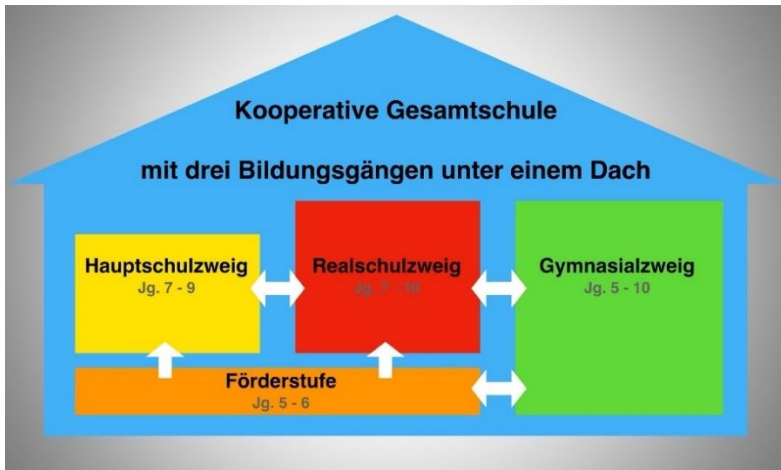 Kooperative Gesamtschule
mit drei Bildungsgängen unter einem Dach
Hauptschulzweig
Jg. 7 - 9
Realschulzweig
Jg. 7 - 10
Gymnasialzweig
Jg. 5 - 10
Förderstufe
Jg. 5 - 6